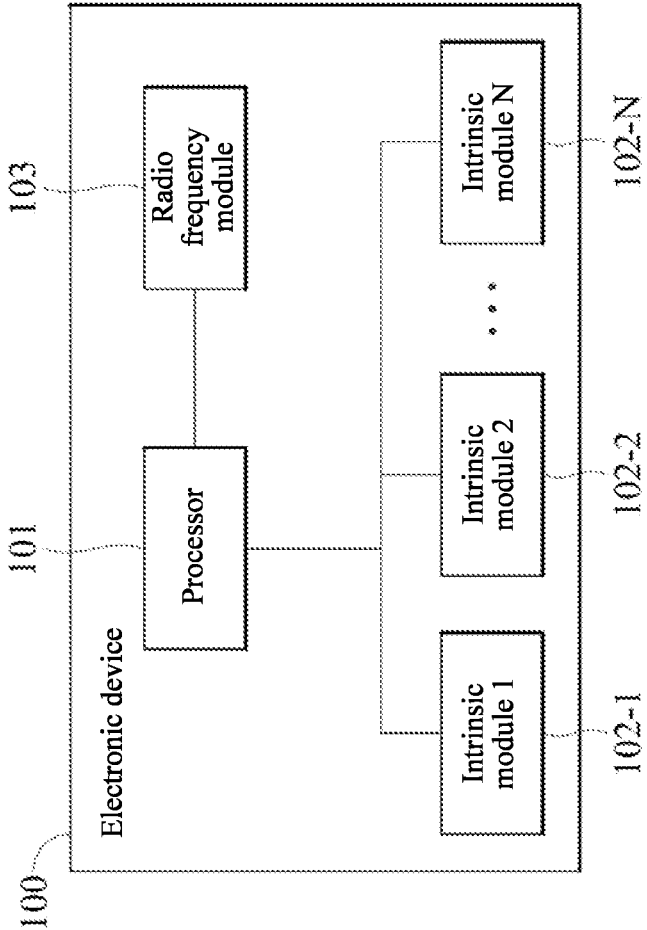 100
Electronic device
101
Processor
103
Radio
frequency
module
Intrinsic
module 1
102-1
Intrinsic
module 2
102-2
Intrinsic
module N
102-N